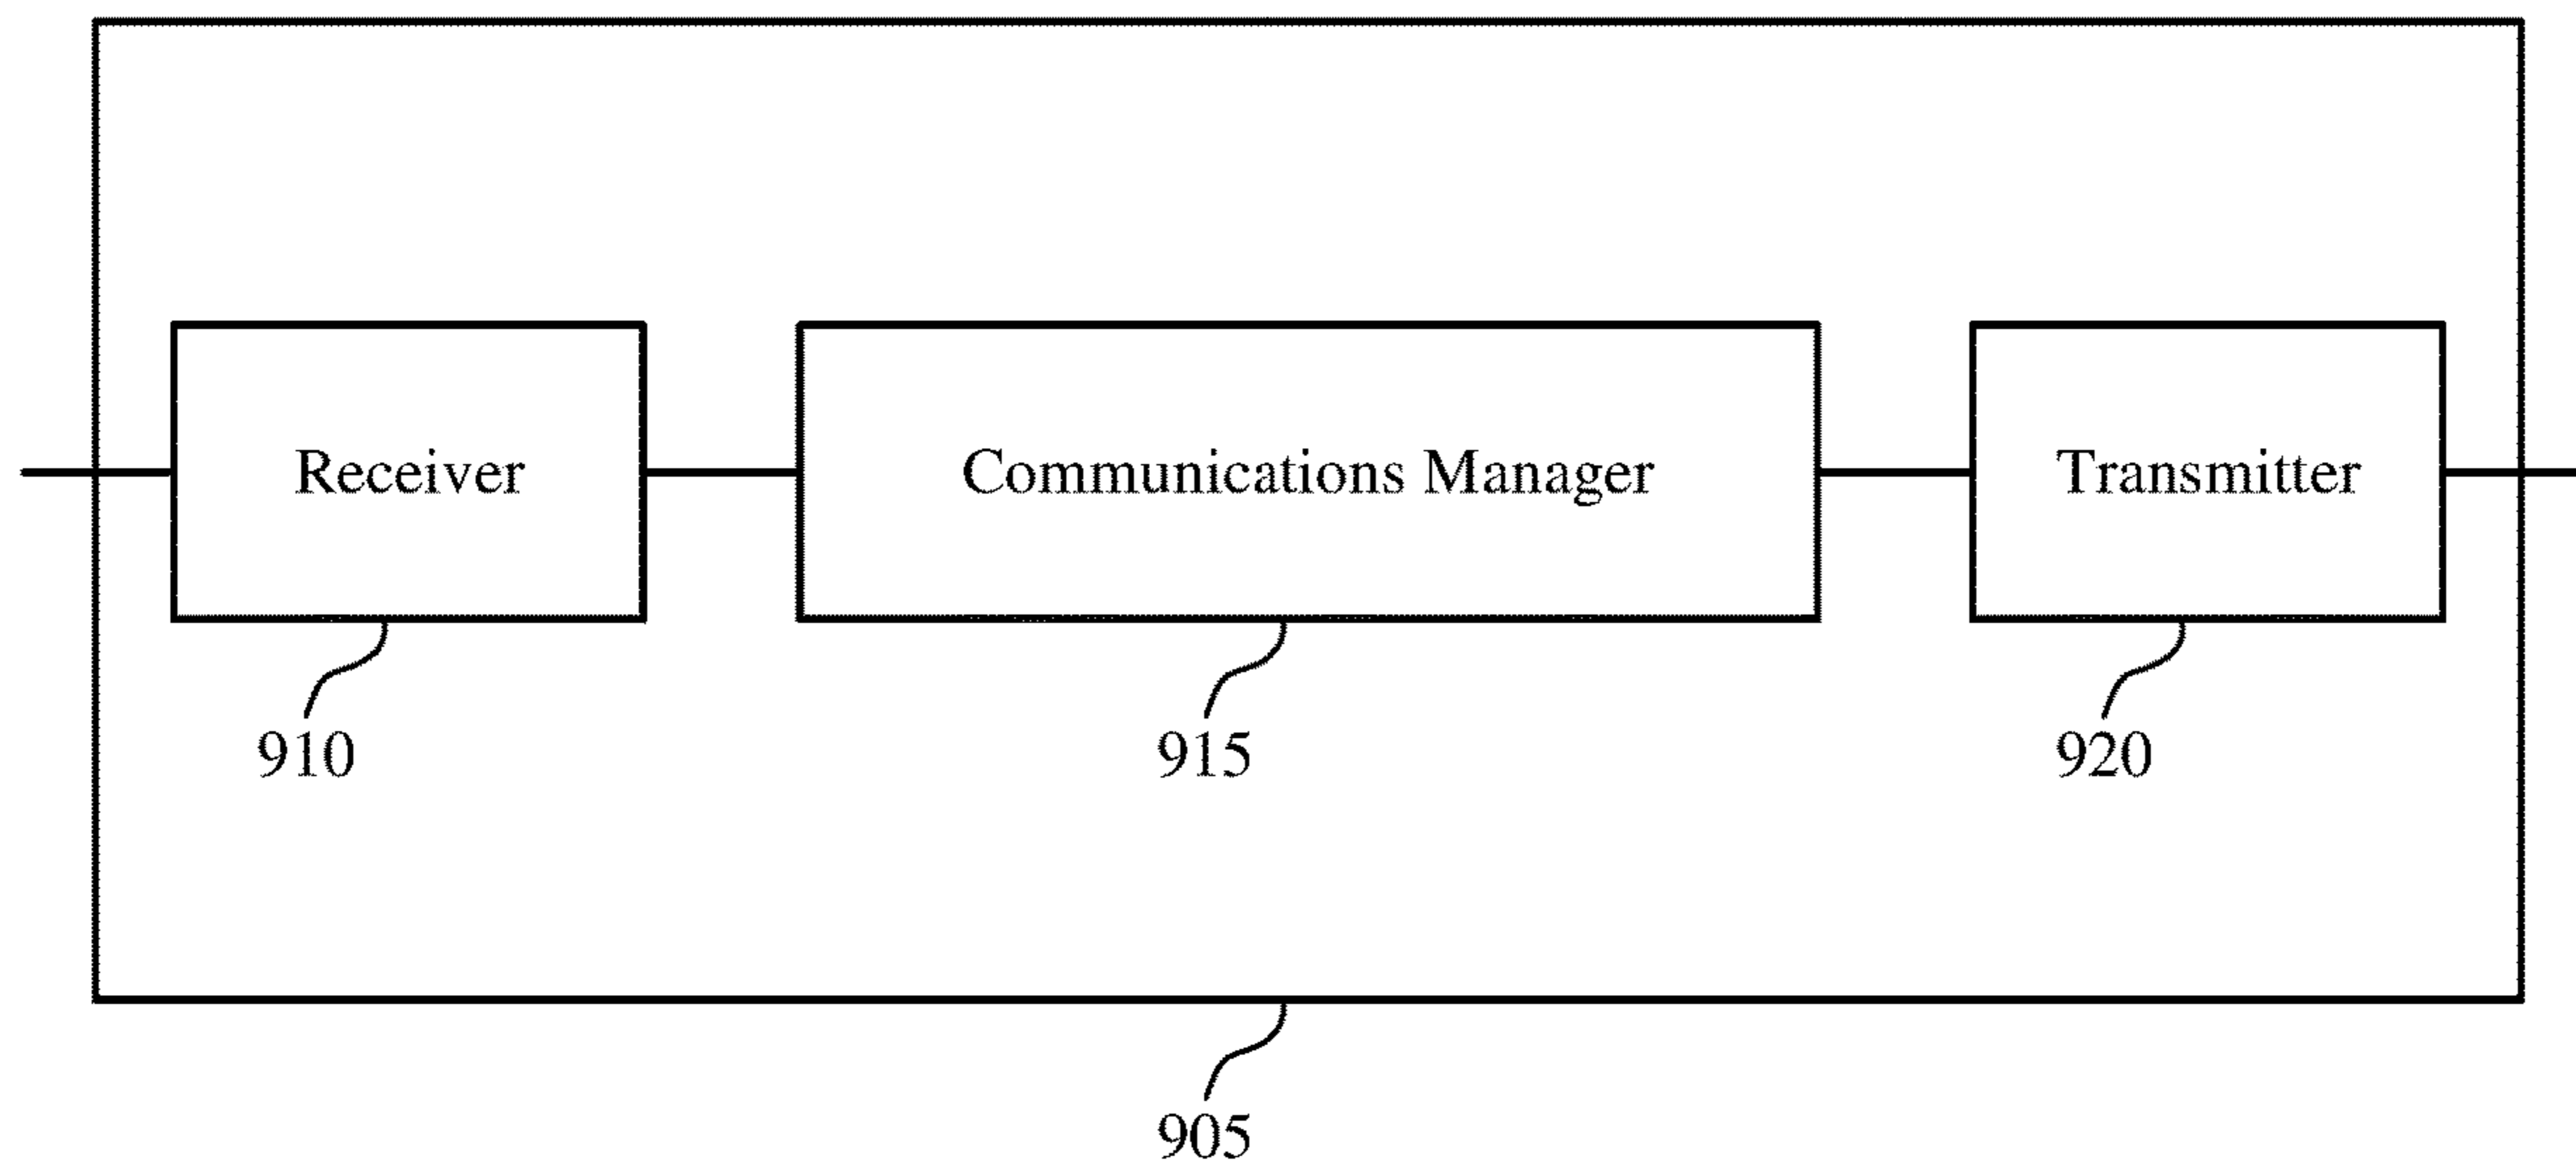 Receiver
Communications Manager
Transmitter
910
915
920
905